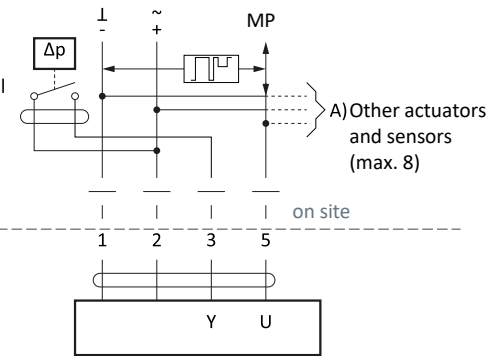 ⊥ ~ MP
- +
Δp
l
A) Other actuators
and sensors
(max. 8)
on site
1 2 3 5
Y U